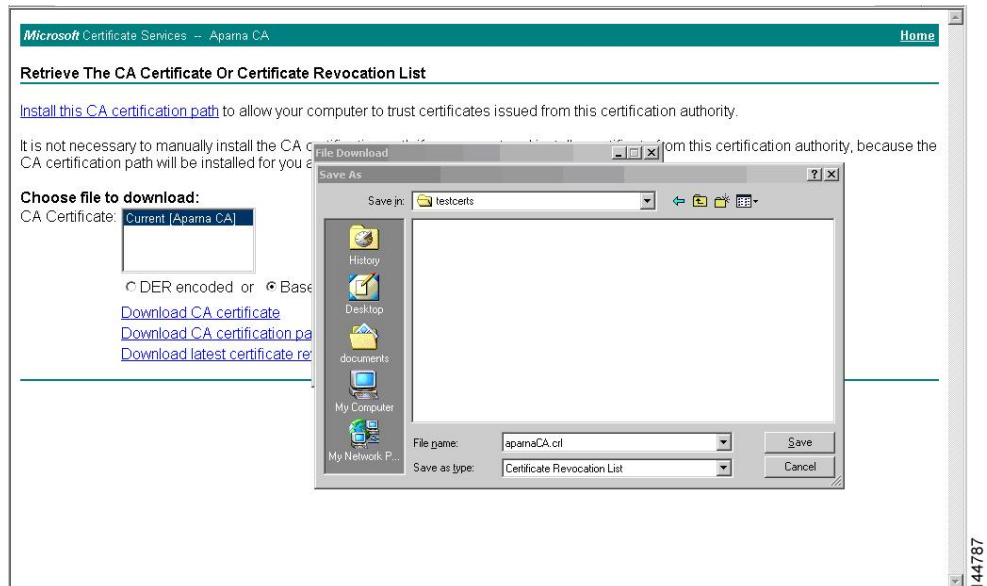 Microsoft Certificate Services -- Aparna CA
Home
Retrieve The CA Certificate Or Certificate Revocation List
Install this CA certification path to allow your computer to trust certificates issued from this certification authority.
It is not necessary to manually install the CA from this certification authority, because the
CA certification path will be installed for you
Choose file to download:
CA Certificate:
Current [Aparna CA]
DER encoded or Base
Download CA certificate
Download CA certification pa
Download latest certificate re
File Download
Save As
Save in:
testcerts
History
Desktop
documents
My Computer
My Network P...
File name:
aparnaCA.crl
Save
Save as type:
Certificate Revocation List
Cancel
144787